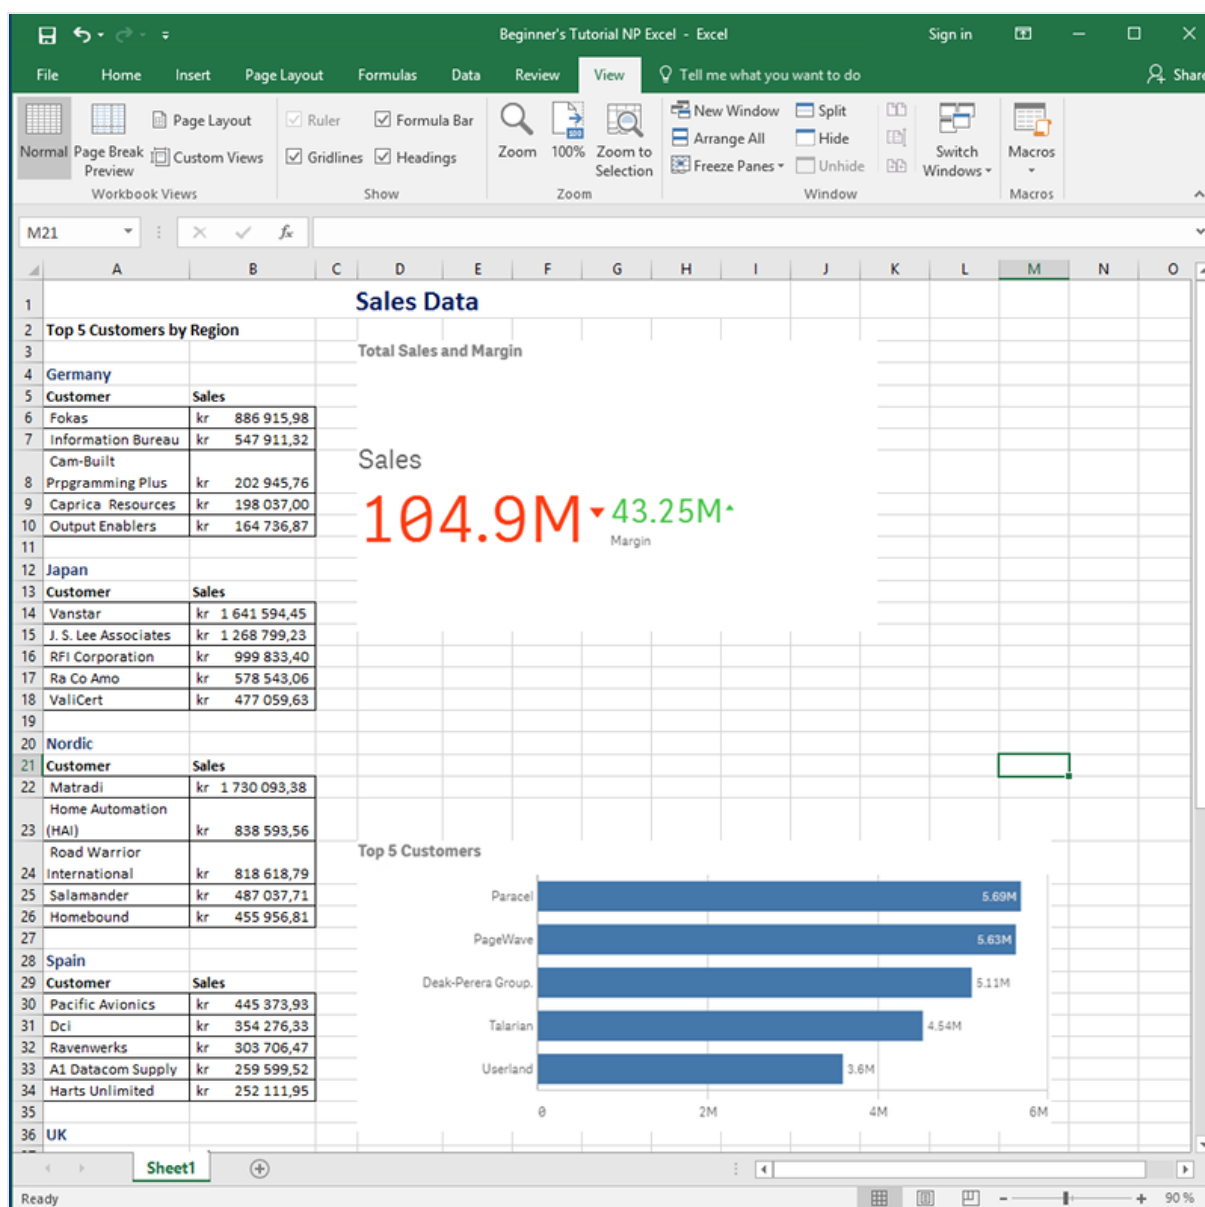 Beginner's Tutorial NP Excel - Excel
Sign in
File Home Insert Page Layout Formulas Data Review View Tell me what you want to do Share
Normal
Page Break Preview
Page Layout
Custom Views
Workbook Views
Ruler
Formula Bar
Gridlines
Headings
Show
Zoom
100%
Zoom to Selection
Zoom
New Window
Arrange All
Freeze Panes
Split
Hide
Unhide
Switch Windows
Window
Macros
Macros
M21
fx
A B C D E F G H I J K L M N O
1 Sales Data
2 Top 5 Customers by Region
3
4 Germany
5 Customer Sales
6 Fokas kr 886 915,98
7 Information Bureau kr 547 911,32
Cam-Built
8 Prpgramming Plus kr 202 945,76
9 Caprica Resources kr 198 037,00
10 Output Enablers kr 164 736,87
11
12 Japan
13 Customer Sales
14 Vanstar kr 1 641 594,45
15 J. S. Lee Associates kr 1 268 799,23
16 RFI Corporation kr 999 833,40
17 Ra Co Amo kr 578 543,06
18 ValiCert kr 477 059,63
19
20 Nordic
21 Customer Sales
22 Matradi kr 1 730 093,38
Home Automation
23 (HAI) kr 838 593,56
Road Warrior
24 International kr 818 618,79
25 Salamander kr 487 037,71
26 Homebound kr 455 956,81
27
28 Spain
29 Customer Sales
30 Pacific Avionics kr 445 373,93
31 Dci kr 354 276,33
32 Ravenwerks kr 303 706,47
33 A1 Datacom Supply kr 259 599,52
34 Harts Unlimited kr 252 111,95
35
36 UK
Total Sales and Margin
Sales
104.9M 43.25M
Margin
Top 5 Customers
Paracel 5.69M
PageWave 5.63M
Deak-Perera Group. 5.11M
Talarian 4.54M
Userland 3.6M
0 2M 4M 6M
Sheet1
Ready
90 %